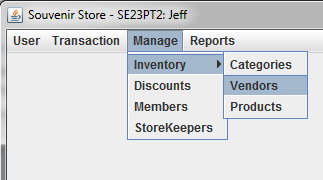 Souvenir Store - SE23PT2: Jeff
User Transaction Manage Reports
Inventory Categories
Discounts Vendors
Members Products
StoreKeepers